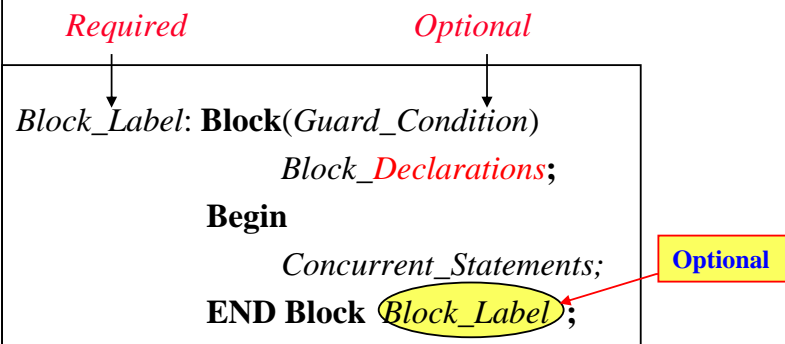 Required Optional
Block_Label: Block(Guard_Condition)
Block_Declarations;
Begin
Concurrent_Statements;
Optional
END Block Block_Label ;